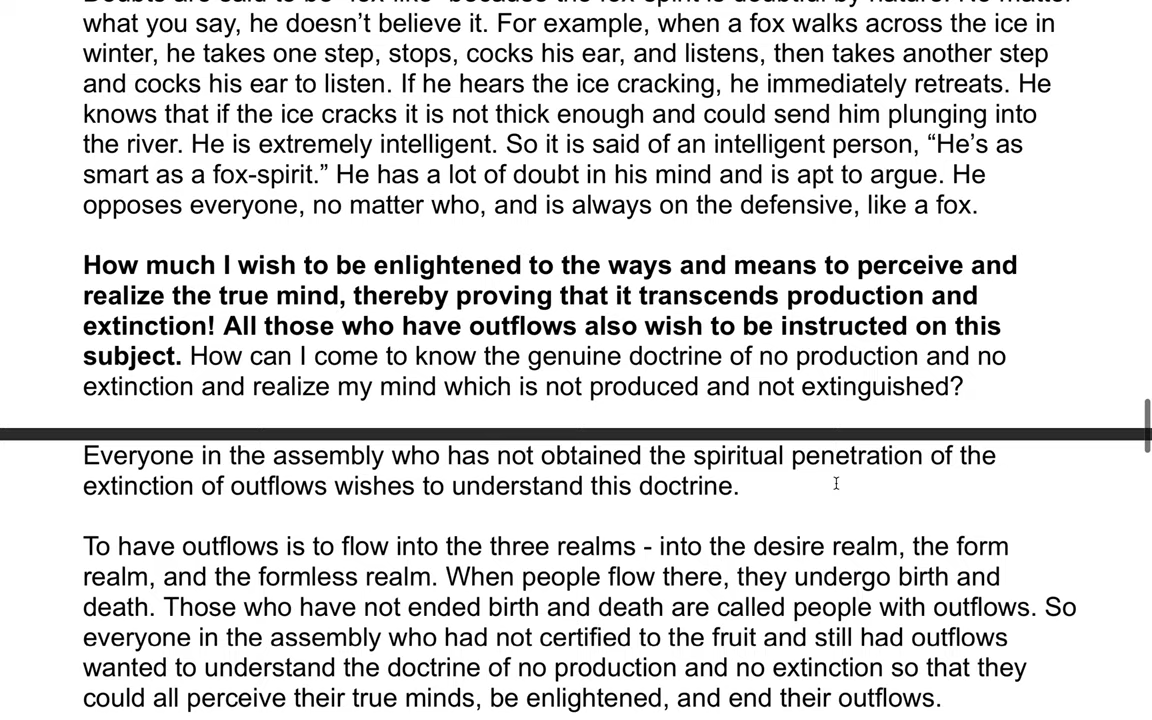 what you say, he doesn’t believe it. For example, when a fox walks across the ice in
winter, he takes one step, stops, cocks his ear, and listens, then takes another step
and cocks his ear to listen. If he hears the ice cracking, he immediately retreats. He
knows that if the ice cracks it is not thick enough and could send him plunging into
the river. He is extremely intelligent. So it is said of an intelligent person, “He’s as
smart as a fox-spirit.” He has a lot of doubt in his mind and is apt to argue. He
opposes everyone, no matter who, and is always on the defensive, like a fox.
How much I wish to be enlightened to the ways and means to perceive and
realize the true mind, thereby proving that it transcends production and
extinction! All those who have outflows also wish to be instructed on this
subject. How can I come to know the genuine doctrine of no production and no
extinction and realize my mind which is not produced and not extinguished?
Everyone in the assembly who has not obtained the spiritual penetration of the
extinction of outflows wishes to understand this doctrine.
To have outflows is to flow into the three realms - into the desire realm, the form
realm, and the formless realm. When people flow there, they undergo birth and
death. Those who have not ended birth and death are called people with outflows. So
everyone in the assembly who had not certified to the fruit and still had outflows
wanted to understand the doctrine of no production and no extinction so that they
could all perceive their true minds, be enlightened, and end their outflows.